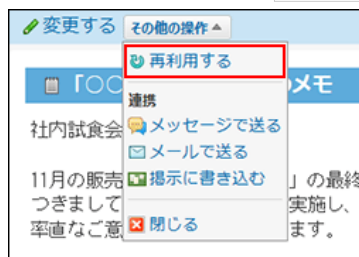 変更する その他の操作
再利用する
「○○ のメモ
連携
社内試食会
メッセージで送る
メールで送る
11月の販売 掲示に書き込む 」の最終
つきまして 実施し、
率直なご意 閉じる ます。